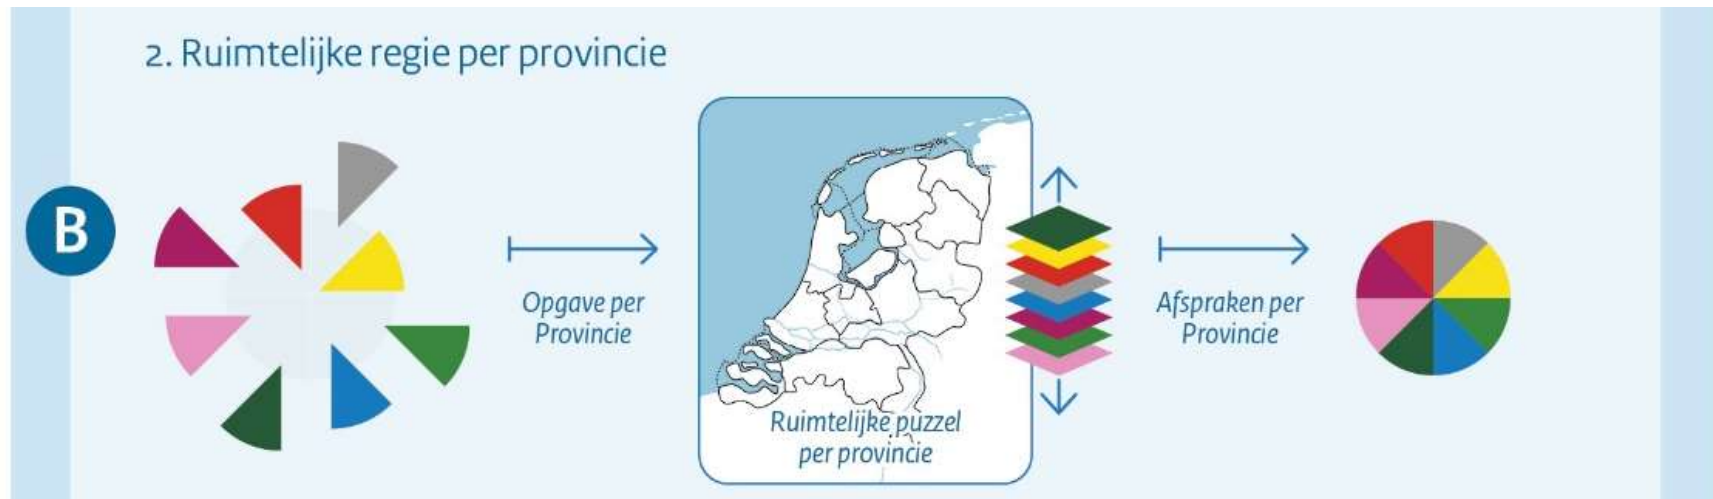 2. Ruimtelijke regie per provincie
B
Opgave per
Provincie
Ruimtelijke puzzel
per provincie
Afspraken per
Provincie